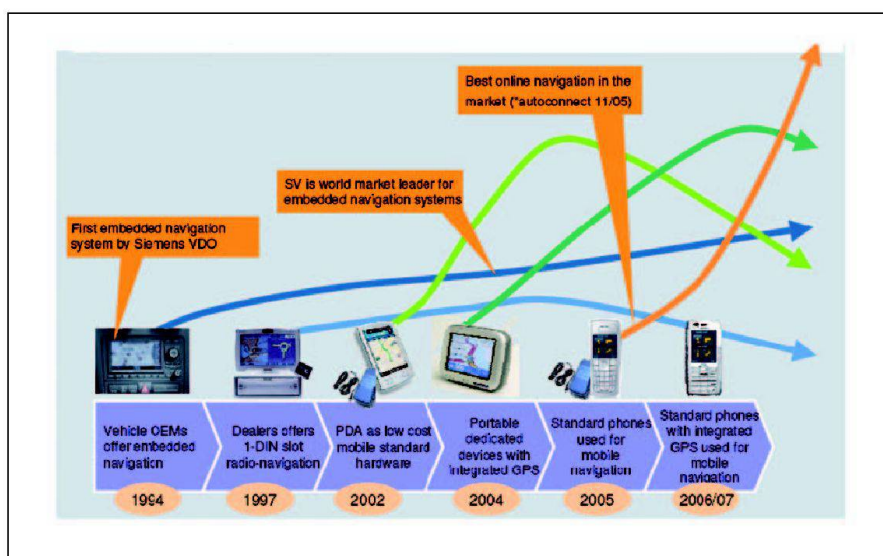 Best online navigation in the
market (*autoconnect 11/05)
SV is world market leader for
embedded navigation systems
First embedded navigation
system by Siemens VDO
Vehicle OEMs
offer embedded
navigation
1994
Dealers offers
1-DIN slot
radio-navigation
1997
PDA as low cost
mobile standard
hardware
2002
Portable
dedicated
devices with
integrated GPS
2004
Standard phones
used for
mobile
navigation
2005
Standard phones
with integrated
GPS used for
mobile
navigation
2006/07